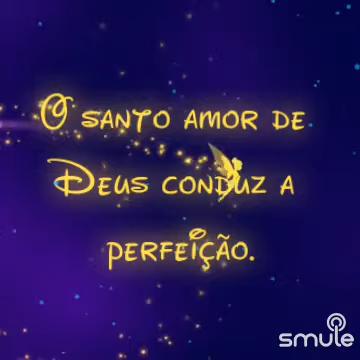 O santo amor de
Deus conduz a
perfeição.
smule